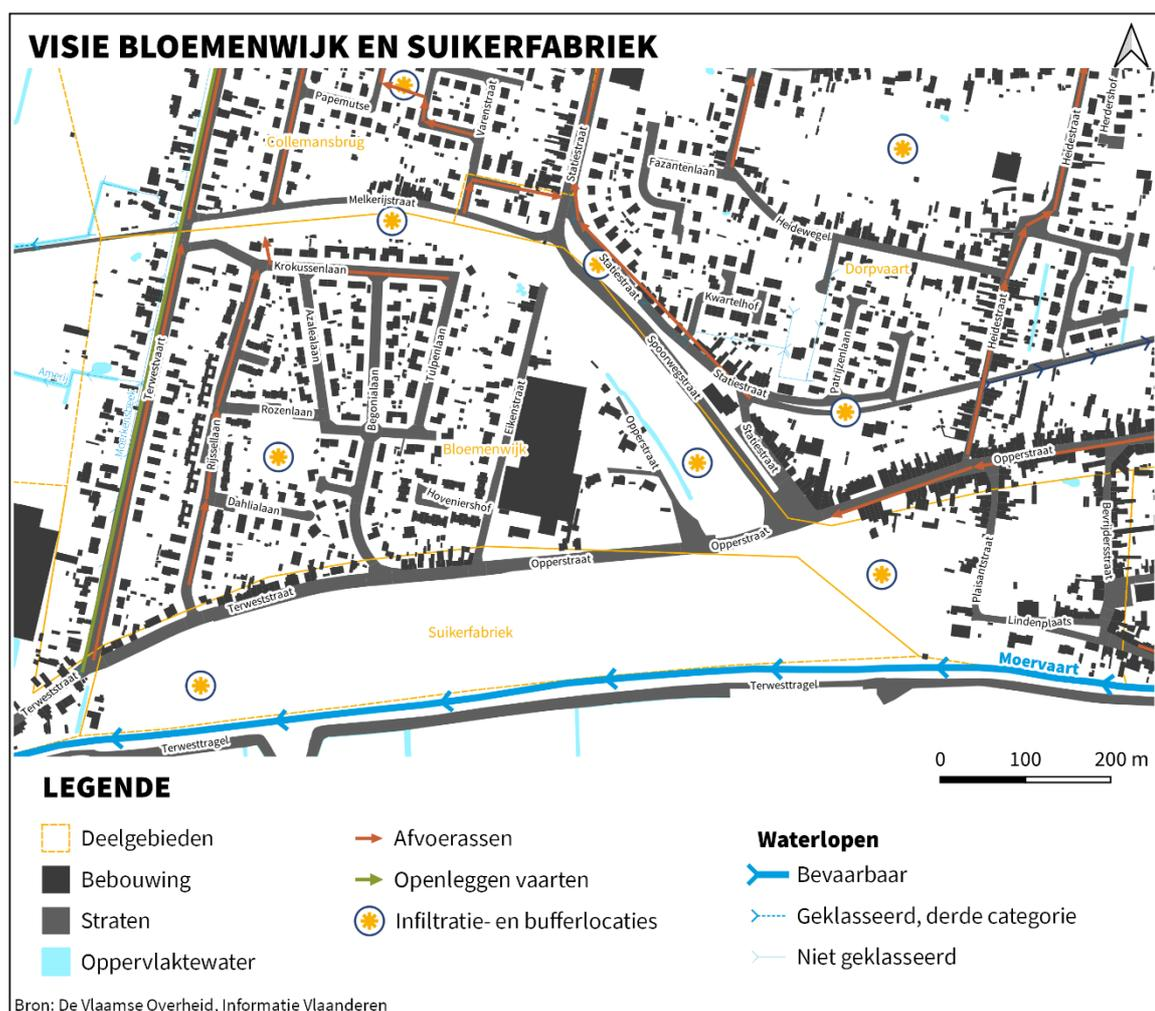 VISIE BLOEMENWIJK EN SUIKERFABRIEK
Papemutse
Varenstraat
Collemansbrug
Statiestraat
Fazantenlaan
Heidestraat
Herdershof
Melkerijstraat
Heidewegel
Krokussenlaan
Statiestraat
Dorpvaart
Kwartelhof
Heidestraat
Terwestvaart
Azalealaan
Tulpenlaan
Spoorwegstraat
Patrijzenlaan
Begonialaan
Statiestraat
Eikenstraat
Rozenlaan
Rijssellaan
Bloemenwijk
Opperstraat
Statiestraat
Opperstraat
Dahlialaan
Hoveniershof
Bevrijdersstraat
Opperstraat
Opperstraat
Plaisantstraat
Terweststraat
Lindenplaats
Suikerfabriek
Moervaart
Terweststraat
Terwesttragel
Terwesttragel
0 100 200 m
LEGENDE
Deelgebieden
Bebouwing
Straten
Oppervlaktewater
Afvoerassen
Openleggen vaarten
Infiltratie- en bufferlocaties
Waterlopen
Bevaarbaar
Geklasseerd, derde categorie
Niet geklasseerd
Bron: De Vlaamse Overheid, Informatie Vlaanderen